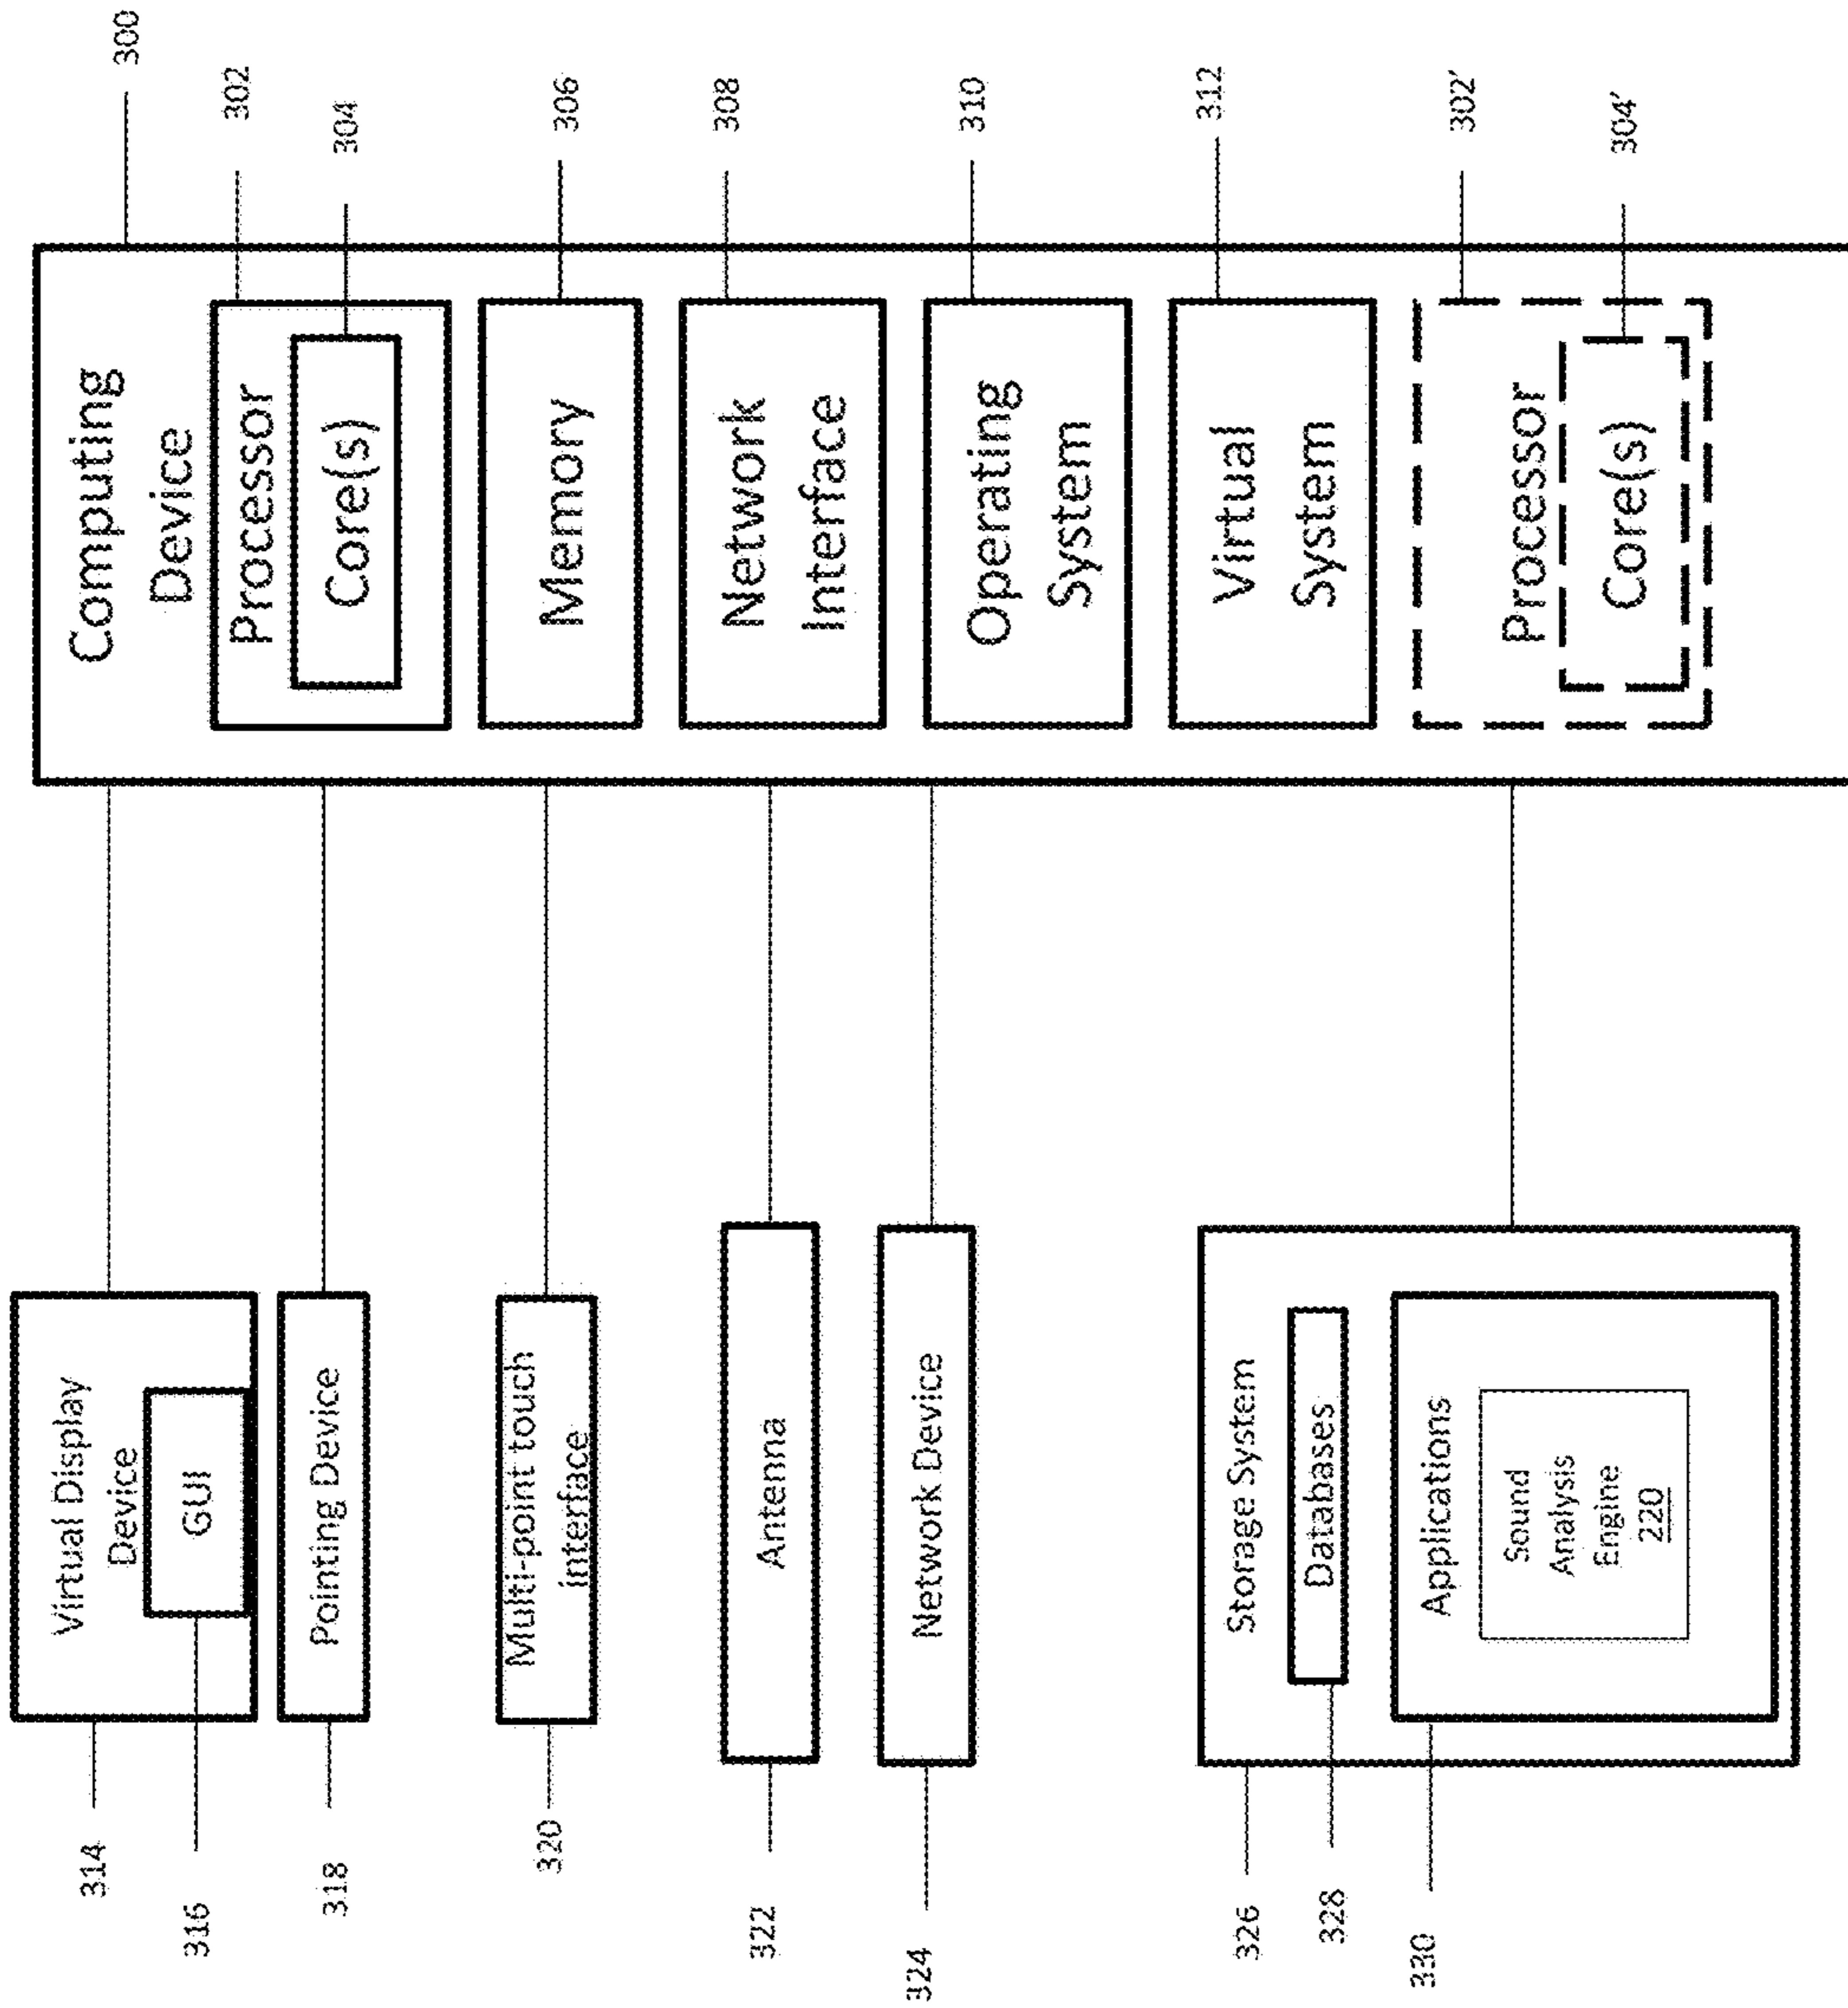 300
302
304
306
308
310
312
302'
304'
Computing
Device
Processor
Core(s)
Memory
Network
Interface
Operating
System
Virtual
System
Processor
Core(s)
Virtual Display
Device
GUI
Pointing Device
Multi-point touch
interface
Antenna
Network Device
Storage System
Databases
Applications
Sound
Analysis
Engine
220
314
316
318
320
322
324
326
328
330